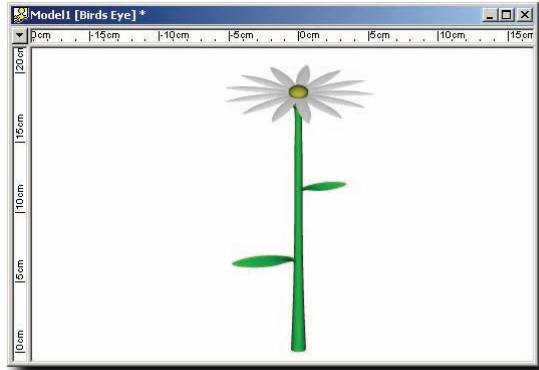 Model1 [Birds Eye] *
0cm |-15cm |-10cm |-5cm |0cm |5cm |10cm |15cm
|20cm
|15cm
|10cm
|5cm
|0cm